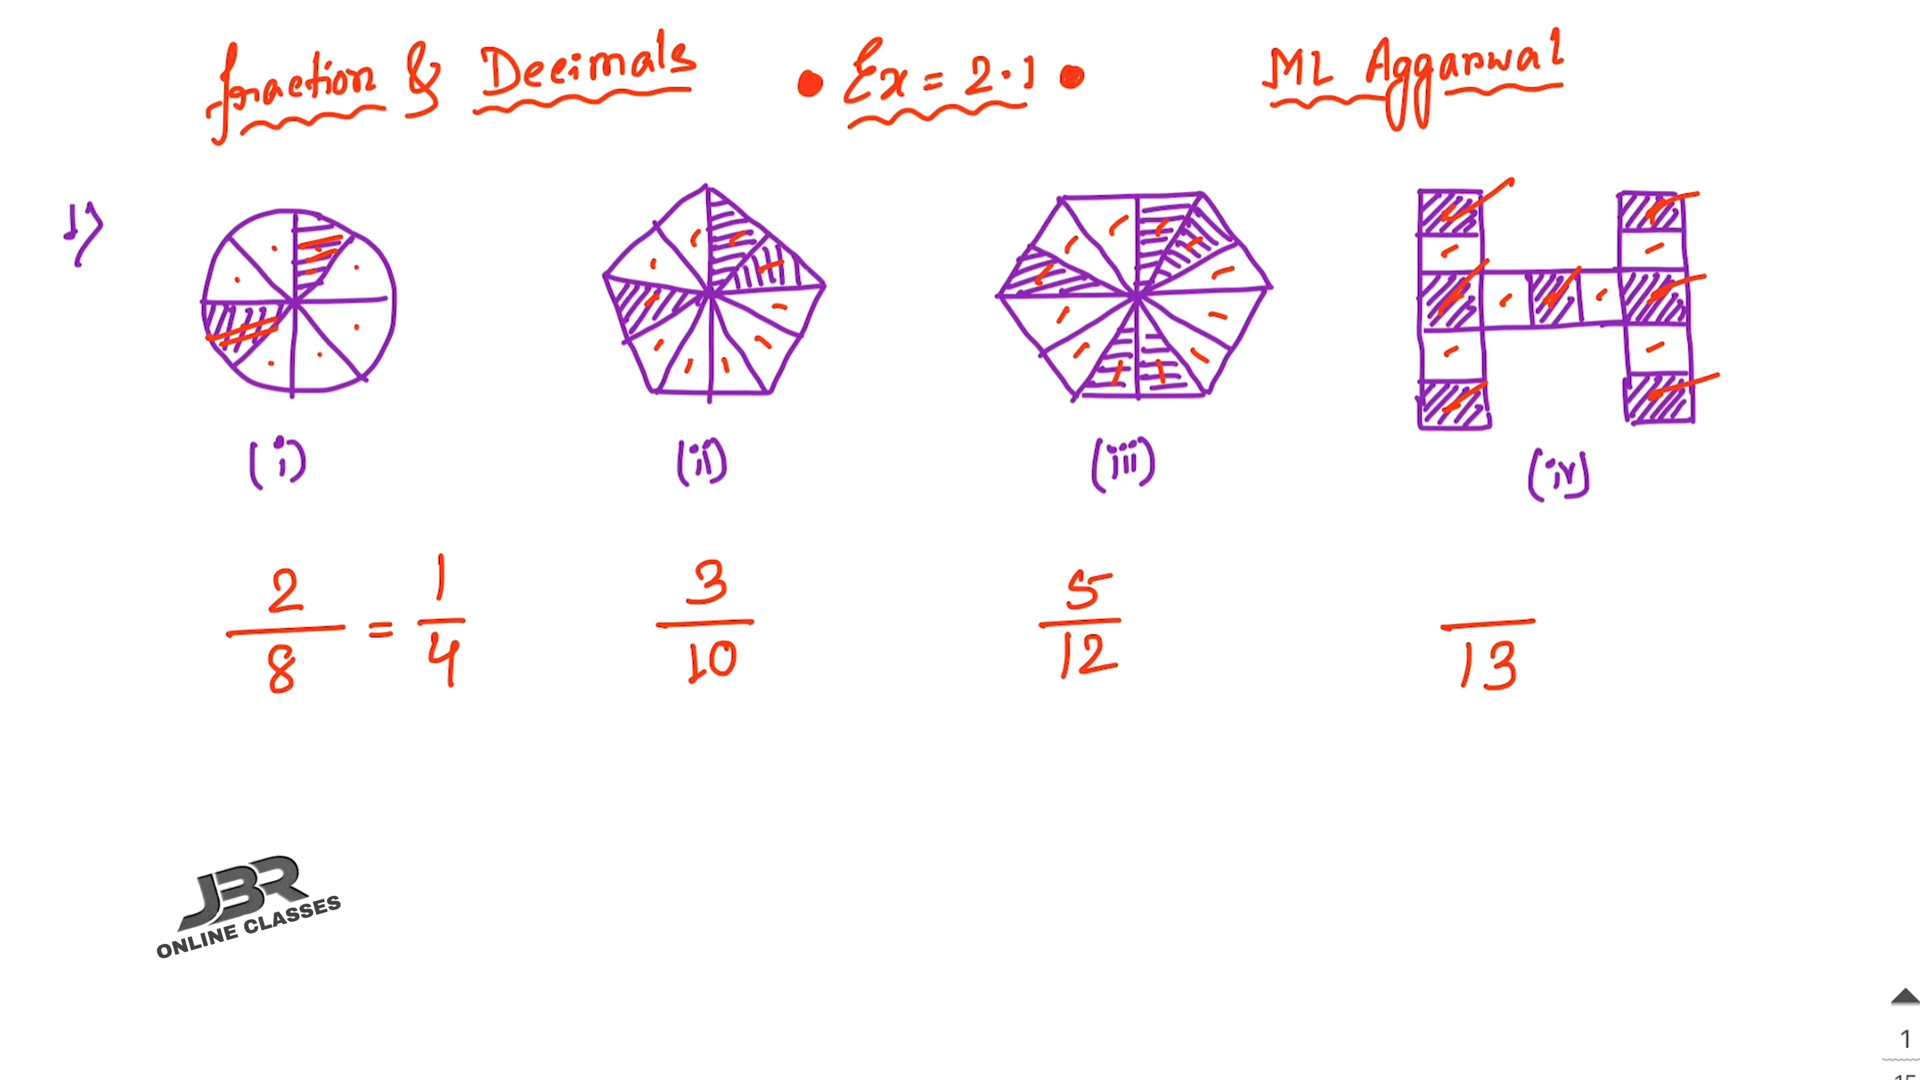 fraction & Decimals • Ex = 2.1 • ML Aggarwal
1)
(i) (ii) (iii) (iv)
2/8 = 1/4 3/10 5/12 /13
JBR
ONLINE CLASSES
1